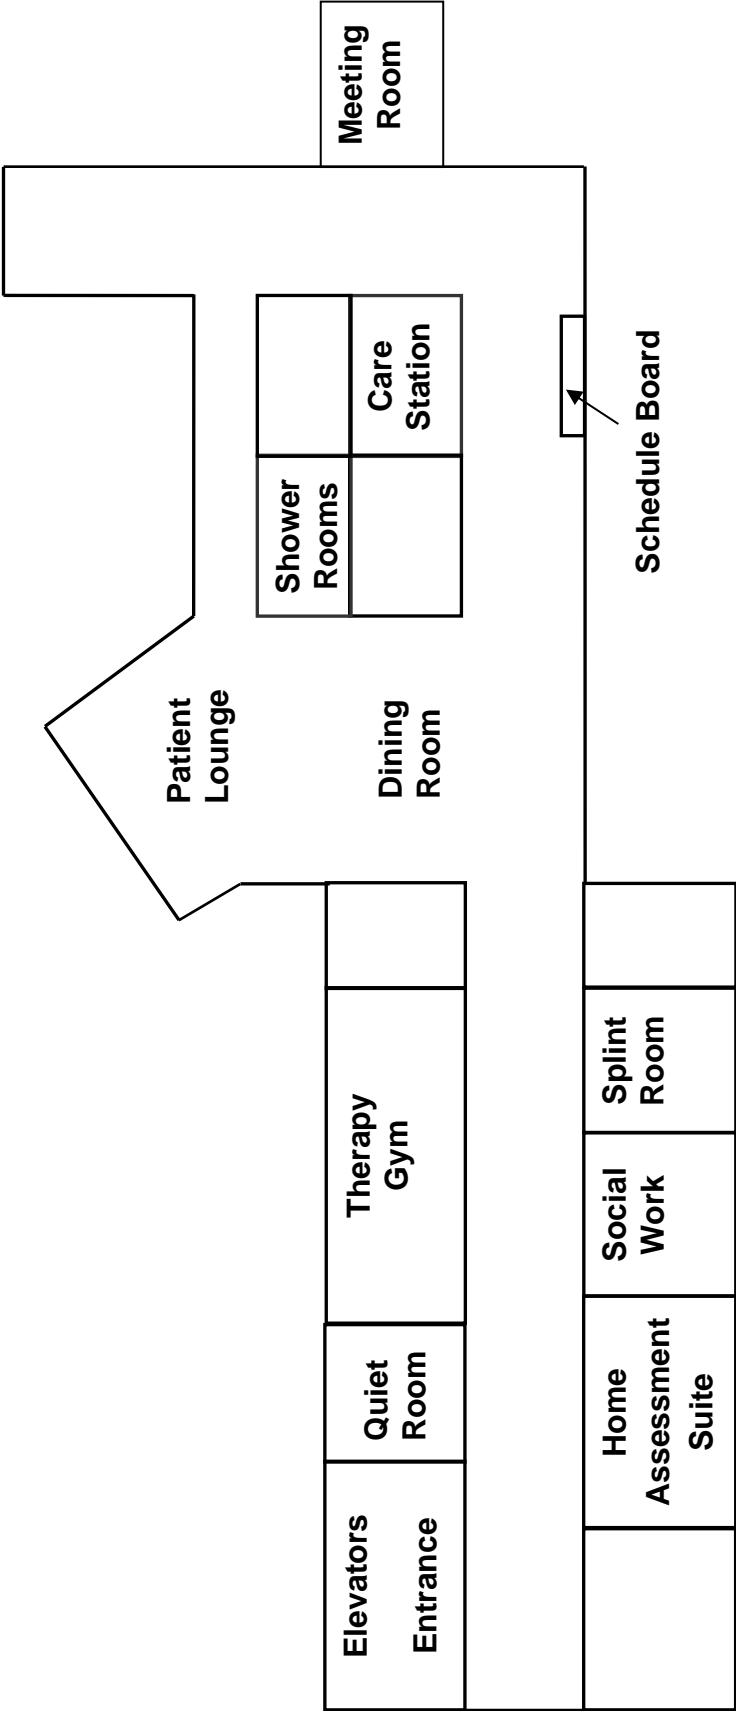 Elevators
Entrance
Quiet
Room
Therapy
Gym
Patient
Lounge
Dining
Room
Shower
Rooms
Care
Station
Meeting
Room
Home
Assessment
Suite
Social
Work
Splint
Room
Schedule Board